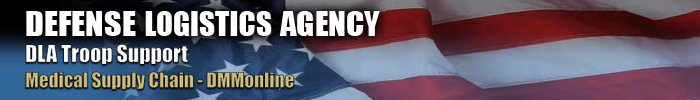 DEFENSE LOGISTICS AGENCY
DLA Troop Support
Medical Supply Chain - DMMonline